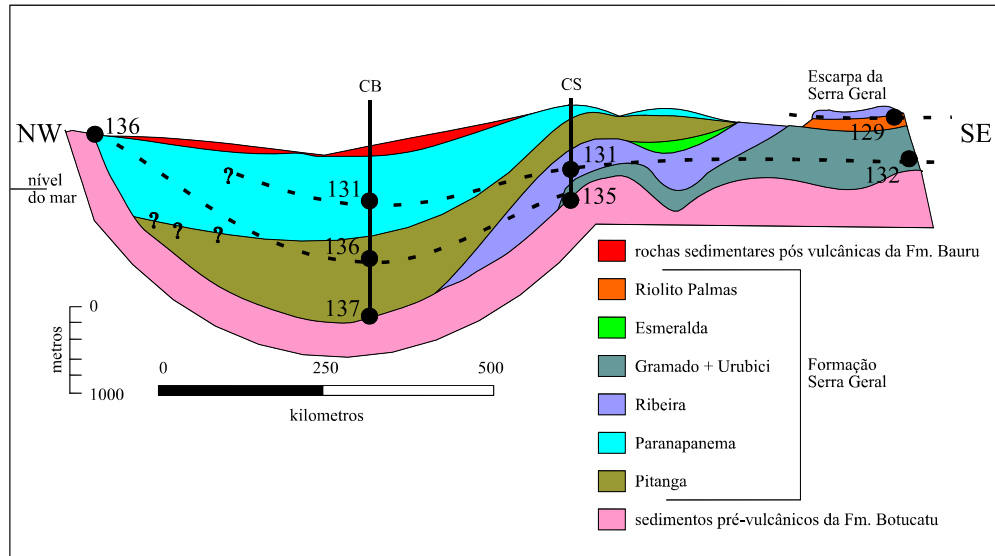 CB
CS
Escarpa da
Serra Geral
NW
136
129
SE
?
131
131
132
nível
do mar
135
? ? ?
136
137
rochas sedimentares pós vulcânicas da Fm. Bauru
Riolito Palmas
Esmeralda
Gramado + Urubici
Formação
Serra Geral
Ribeira
Paranapanema
Pitanga
sedimentos pré-vulcânicos da Fm. Botucatu
0
metros
1000
0 250 500
kilometros